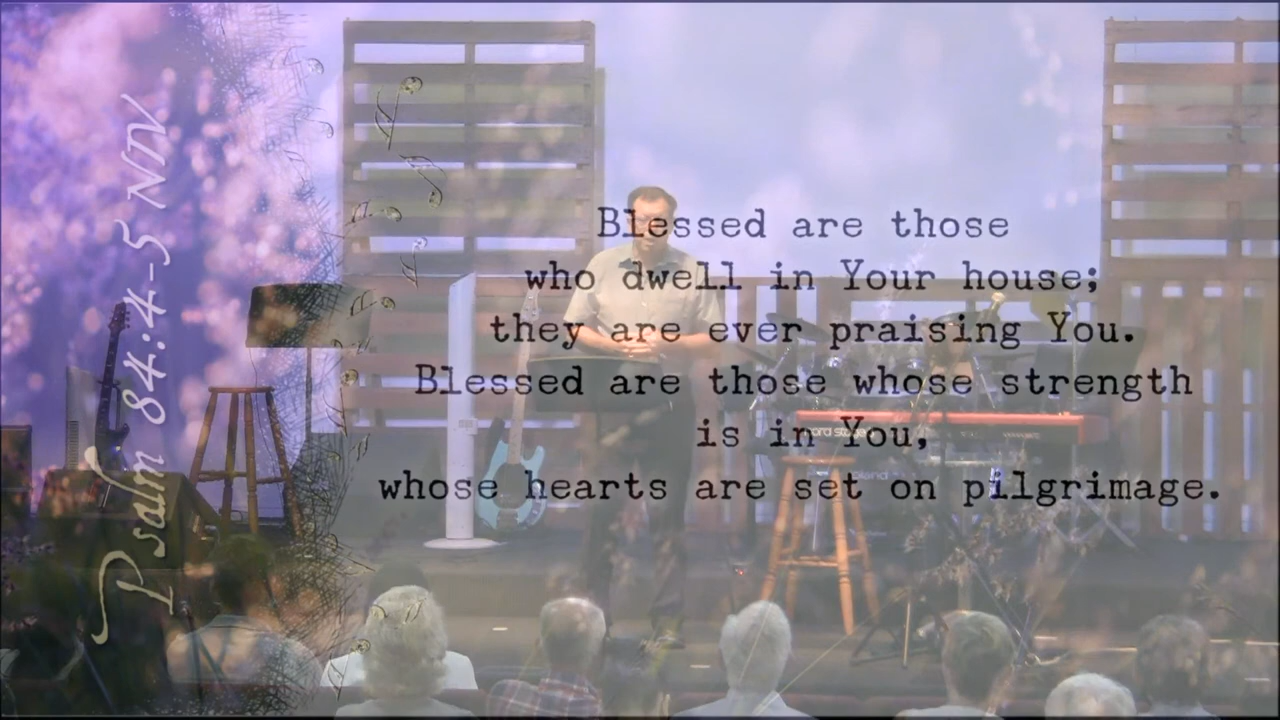 Psalm 84:4-5 NIV
Blessed are those
who dwell in Your house;
they are ever praising You.
Blessed are those whose strength
is in You,
whose hearts are set on pilgrimage.